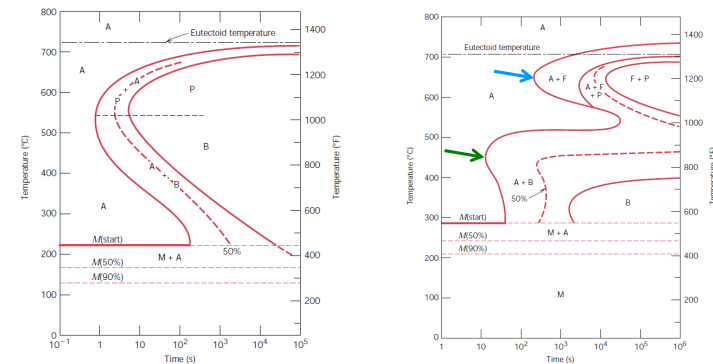 800
700
600
500
400
300
200
100
0
Temperature (°C)
A
Eutectoid temperature
A
A
+
P
P
B
A
+
B
A
M(start)
M(50%)
M(90%)
M + A
50%
1400
1200
1000
800
600
400
200
Temperature (°F)
10⁻¹ 1 10 10² 10³ 10⁴ 10⁵
Time (s)
800
700
600
500
400
300
200
100
0
Temperature (°C)
A
Eutectoid temperature
A + F
A + F
+ P
F + P
A
A + B
50%
B
M(start)
M + A
M(50%)
M(90%)
M
1400
1200
1000
800
600
400
200
1 10 10² 10³ 10⁴ 10⁵ 10⁶
Time (s)